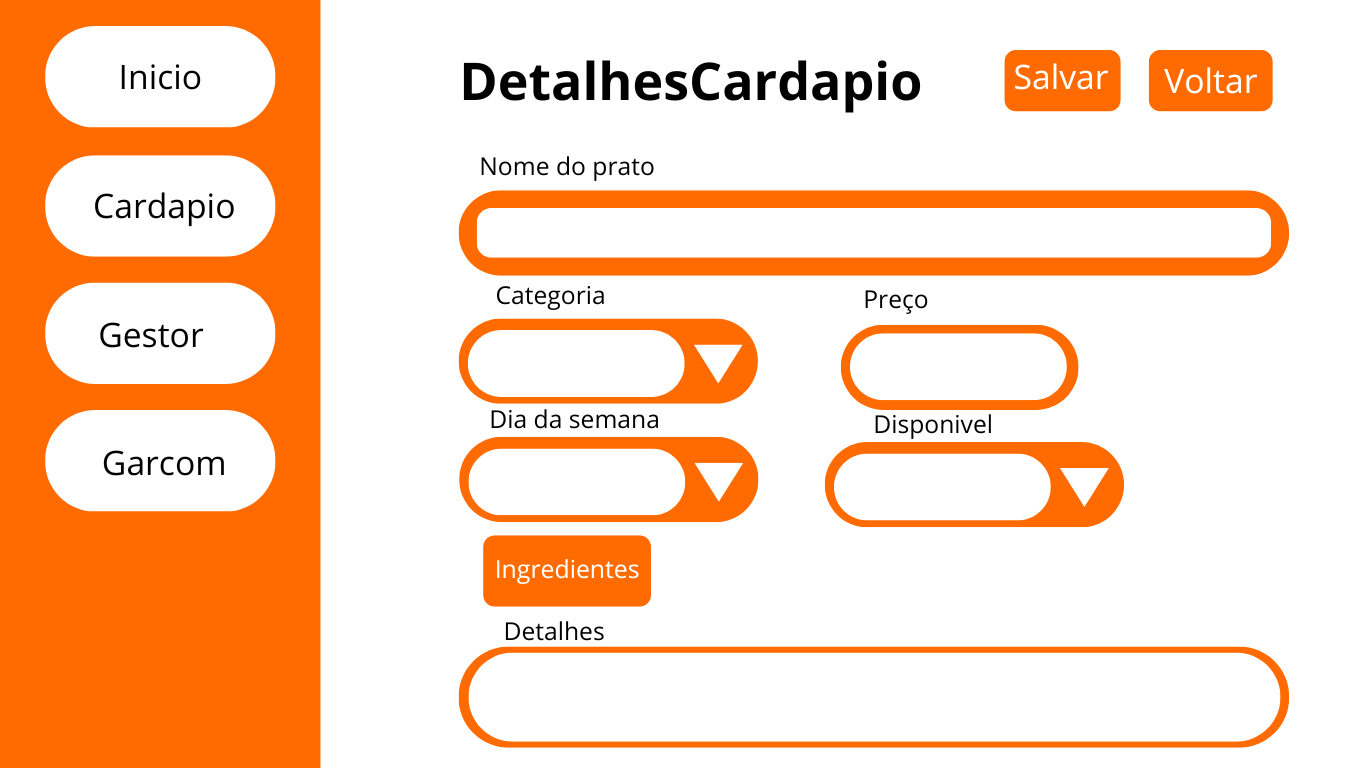 Inicio
Cardapio
Gestor
Garcom
DetalhesCardapio
Salvar
Voltar
Nome do prato
Categoria
Preço
Dia da semana
Disponivel
Ingredientes
Detalhes